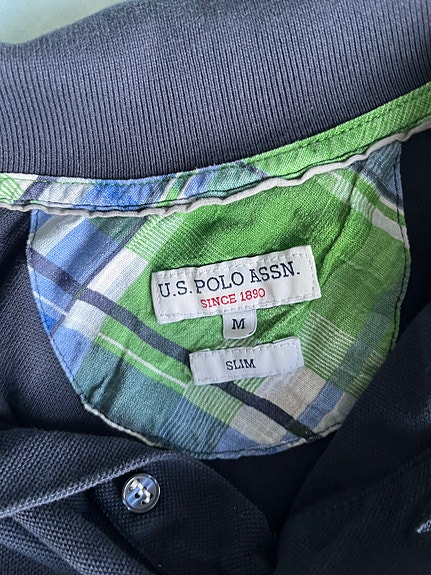 U.S. POLO ASSN.
SINCE 1890
M
SLIM